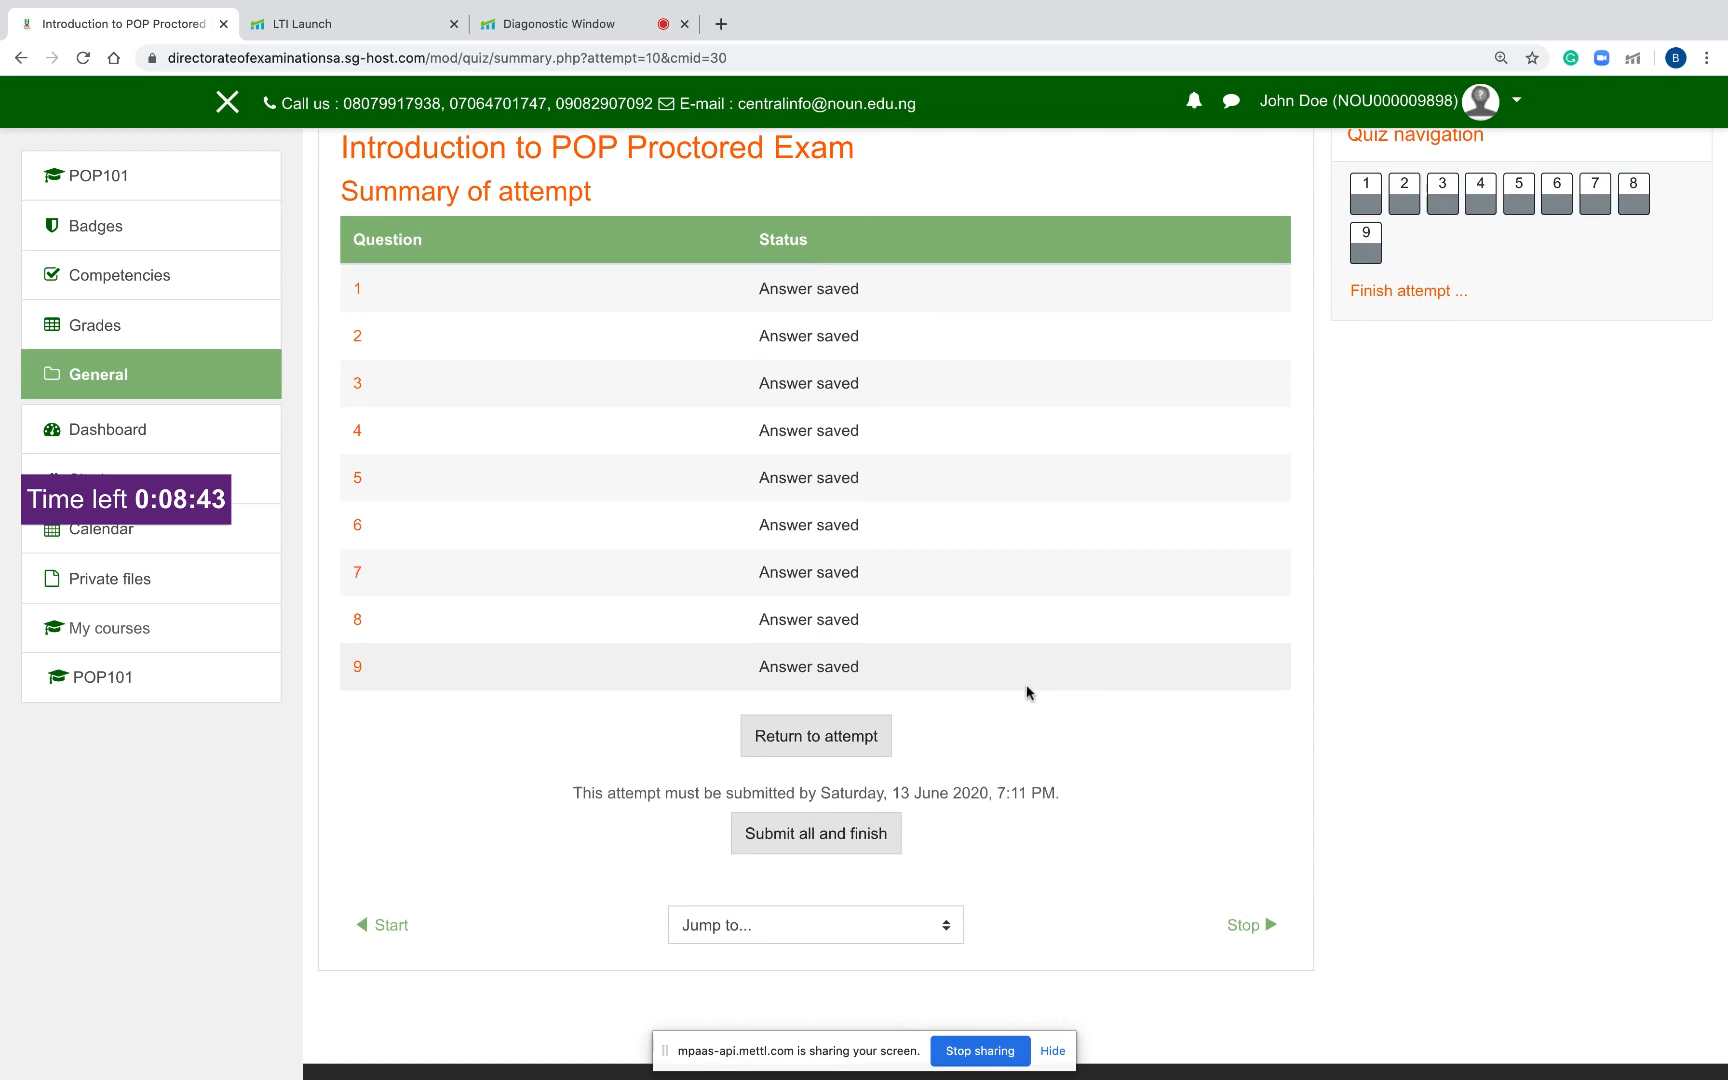 Introduction to POP Proctored
LTI Launch
Diagonostic Window
directorateofexaminationsa.sg-host.com/mod/quiz/summary.php?attempt=10&cmid=30
B
Call us : 08079917938, 07064701747, 09082907092 E-mail : centralinfo@noun.edu.ng
John Doe (NOU000009898)
POP101
Badges
Competencies
Grades
General
Dashboard
Time left 0:08:43
Calendar
Private files
My courses
POP101
Introduction to POP Proctored Exam
Summary of attempt
Question Status
1 Answer saved
2 Answer saved
3 Answer saved
4 Answer saved
5 Answer saved
6 Answer saved
7 Answer saved
8 Answer saved
9 Answer saved
Return to attempt
This attempt must be submitted by Saturday, 13 June 2020, 7:11 PM.
Submit all and finish
Start
Jump to...
Stop
Quiz navigation
1 2 3 4 5 6 7 8
9
Finish attempt ...
mpaas-api.mettl.com is sharing your screen.
Stop sharing
Hide